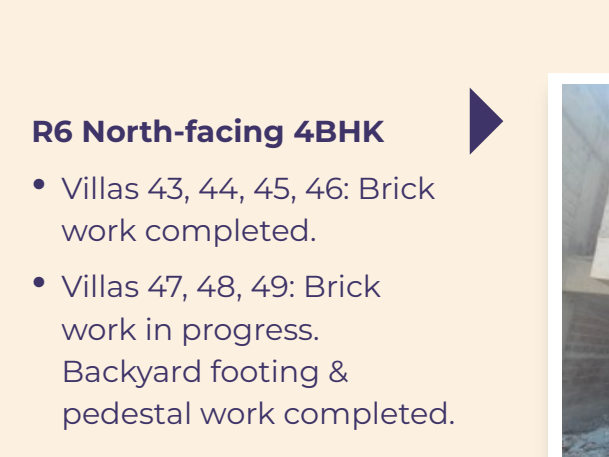 R6 North-facing 4BHK
• Villas 43, 44, 45, 46: Brick
work completed.
• Villas 47, 48, 49: Brick
work in progress.
Backyard footing &
pedestal work completed.